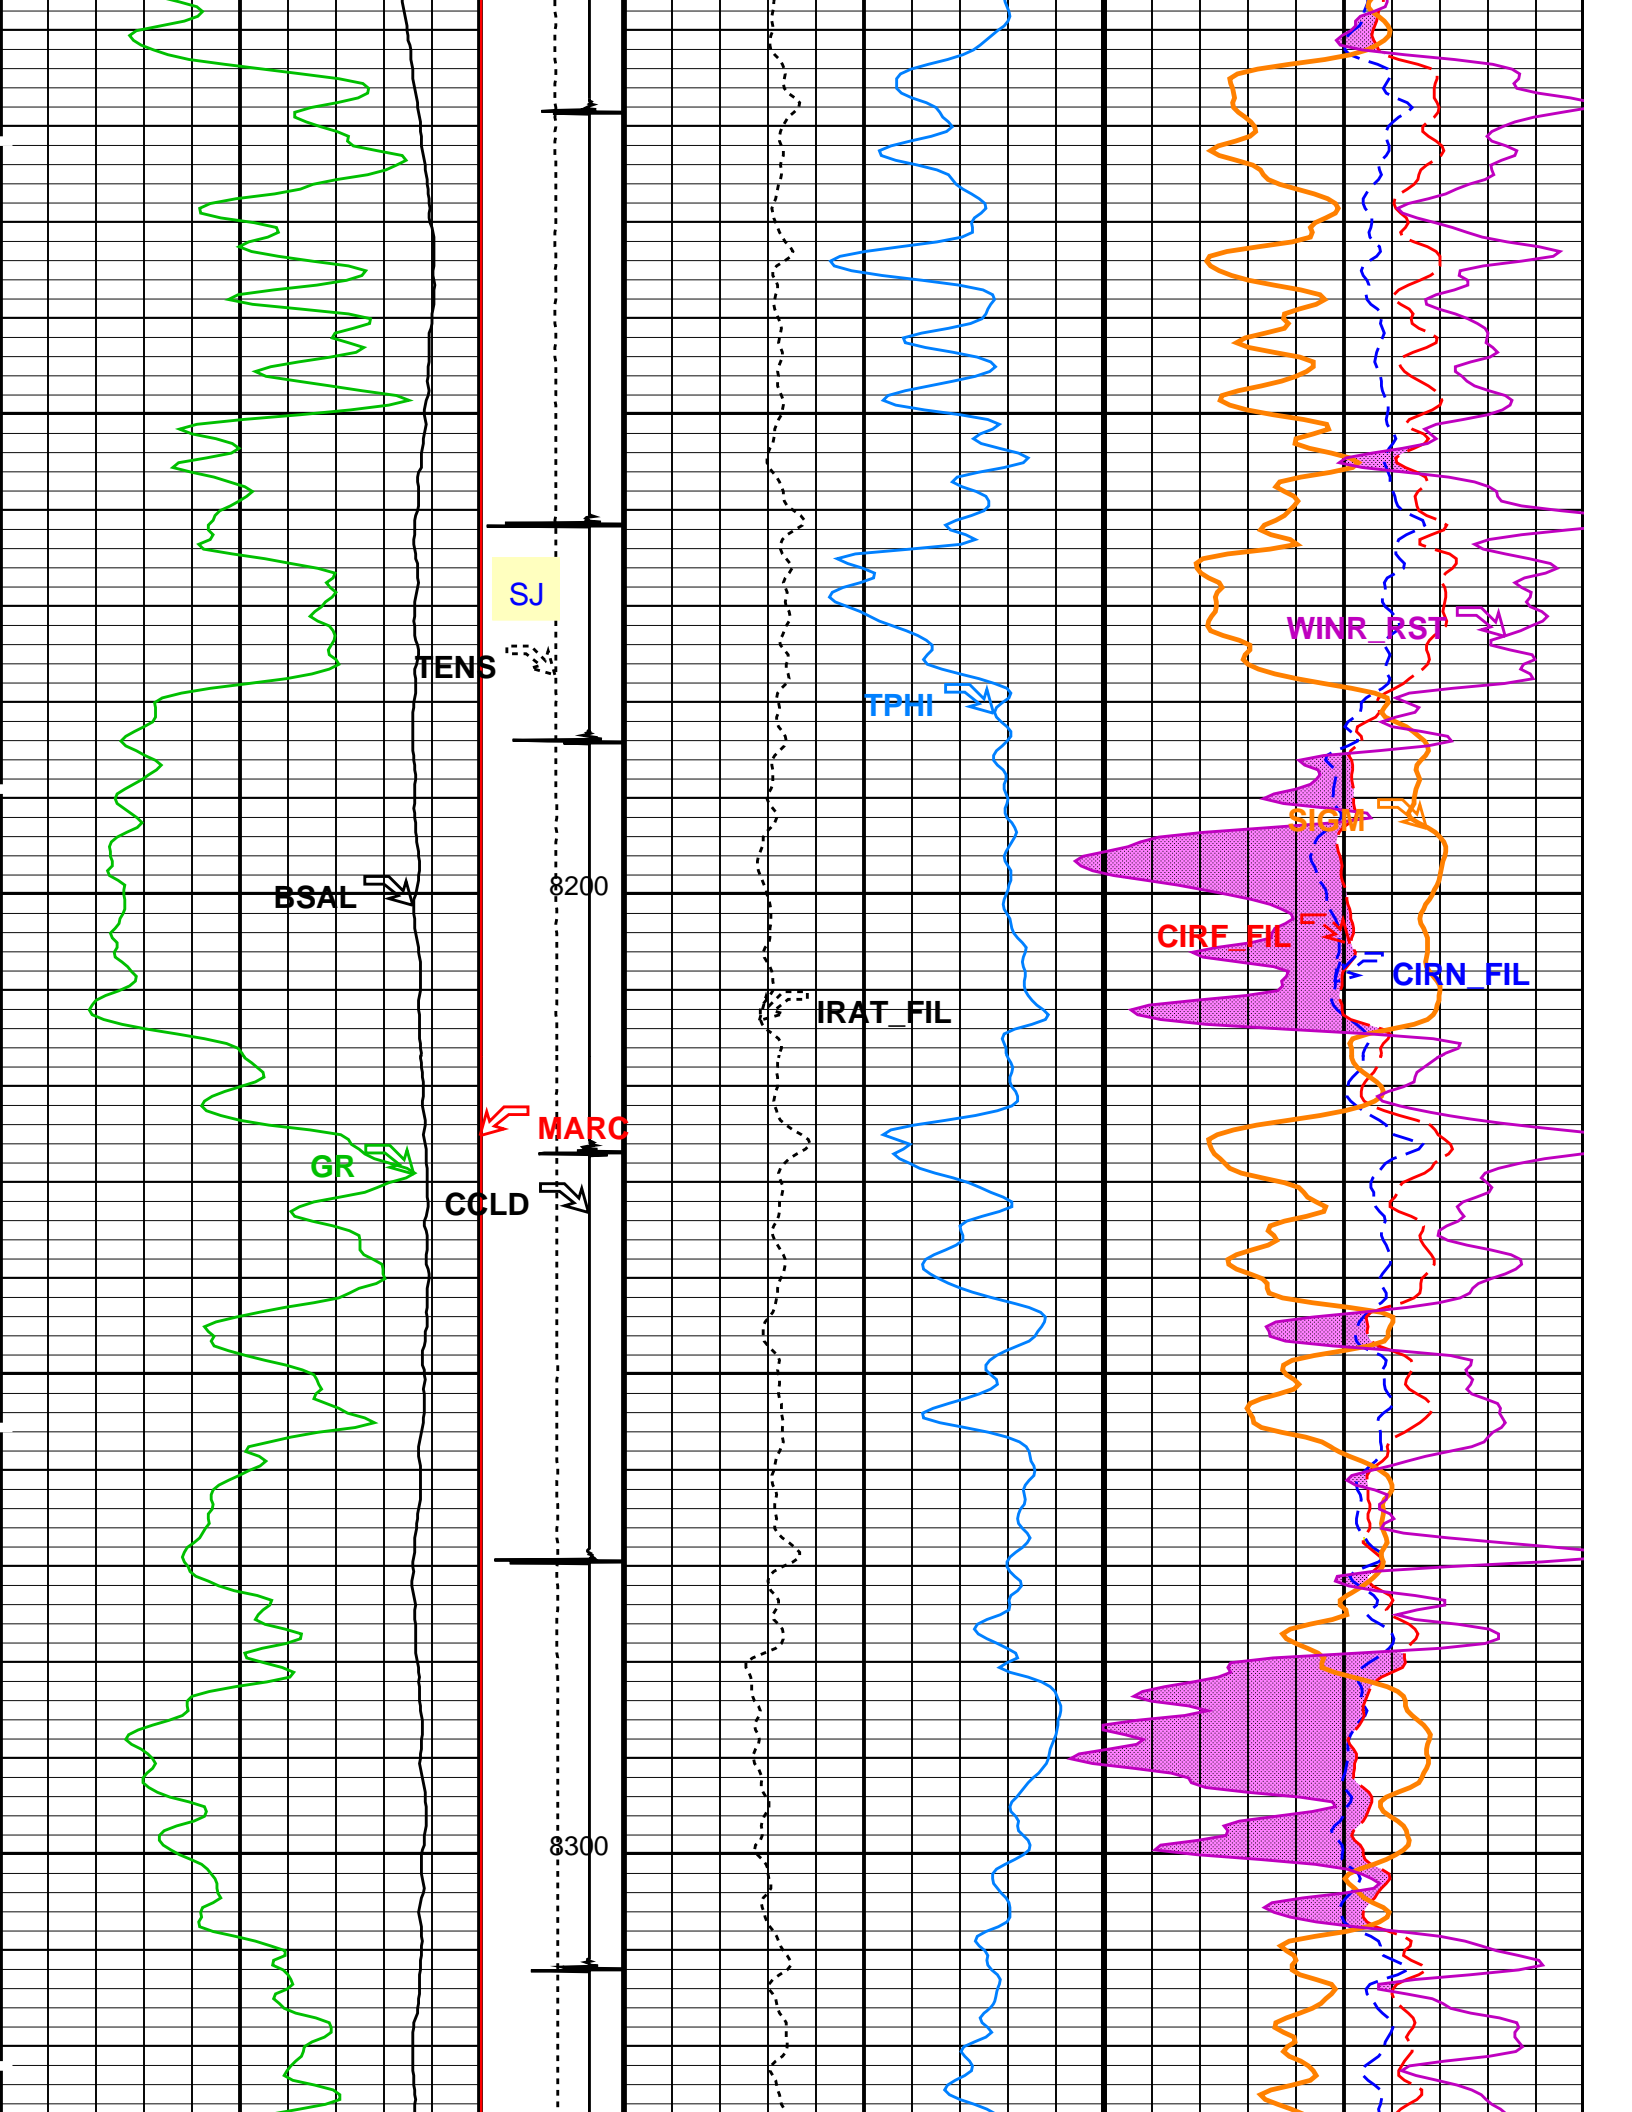 SJ
WINR_RST
TENS
TPHI
SIGM
8200
BSAL
CIRF_FIL
CIRN_FIL
IRAT_FIL
MARC
GR
CCLD
8300